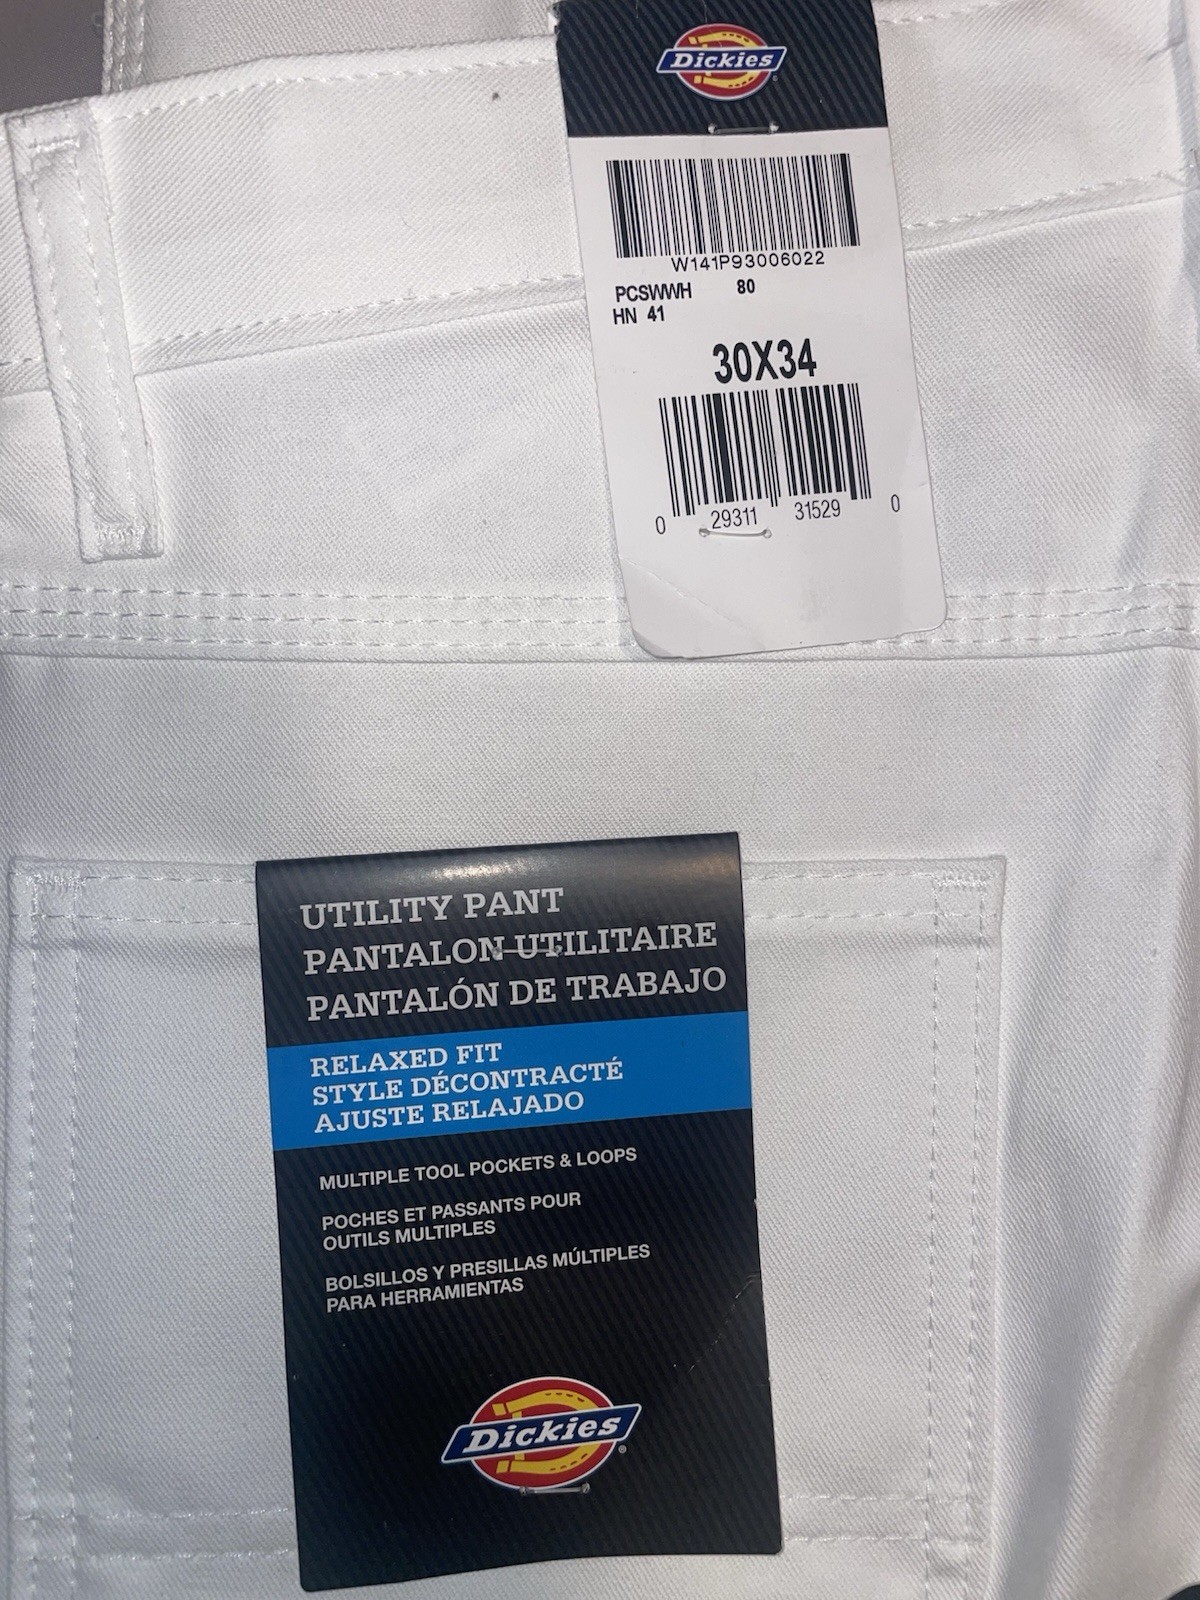 Dickies
W141P93006022
PCSWWH 80
HN 41
30X34
0 29311 31529 0
UTILITY PANT
PANTALON UTILITAIRE
PANTALÓN DE TRABAJO
RELAXED FIT
STYLE DÉCONTRACTÉ
AJUSTE RELAJADO
MULTIPLE TOOL POCKETS & LOOPS
POCHES ET PASSANTS POUR
OUTILS MULTIPLES
BOLSILLOS Y PRESILLAS MÚLTIPLES
PARA HERRAMIENTAS
Dickies®